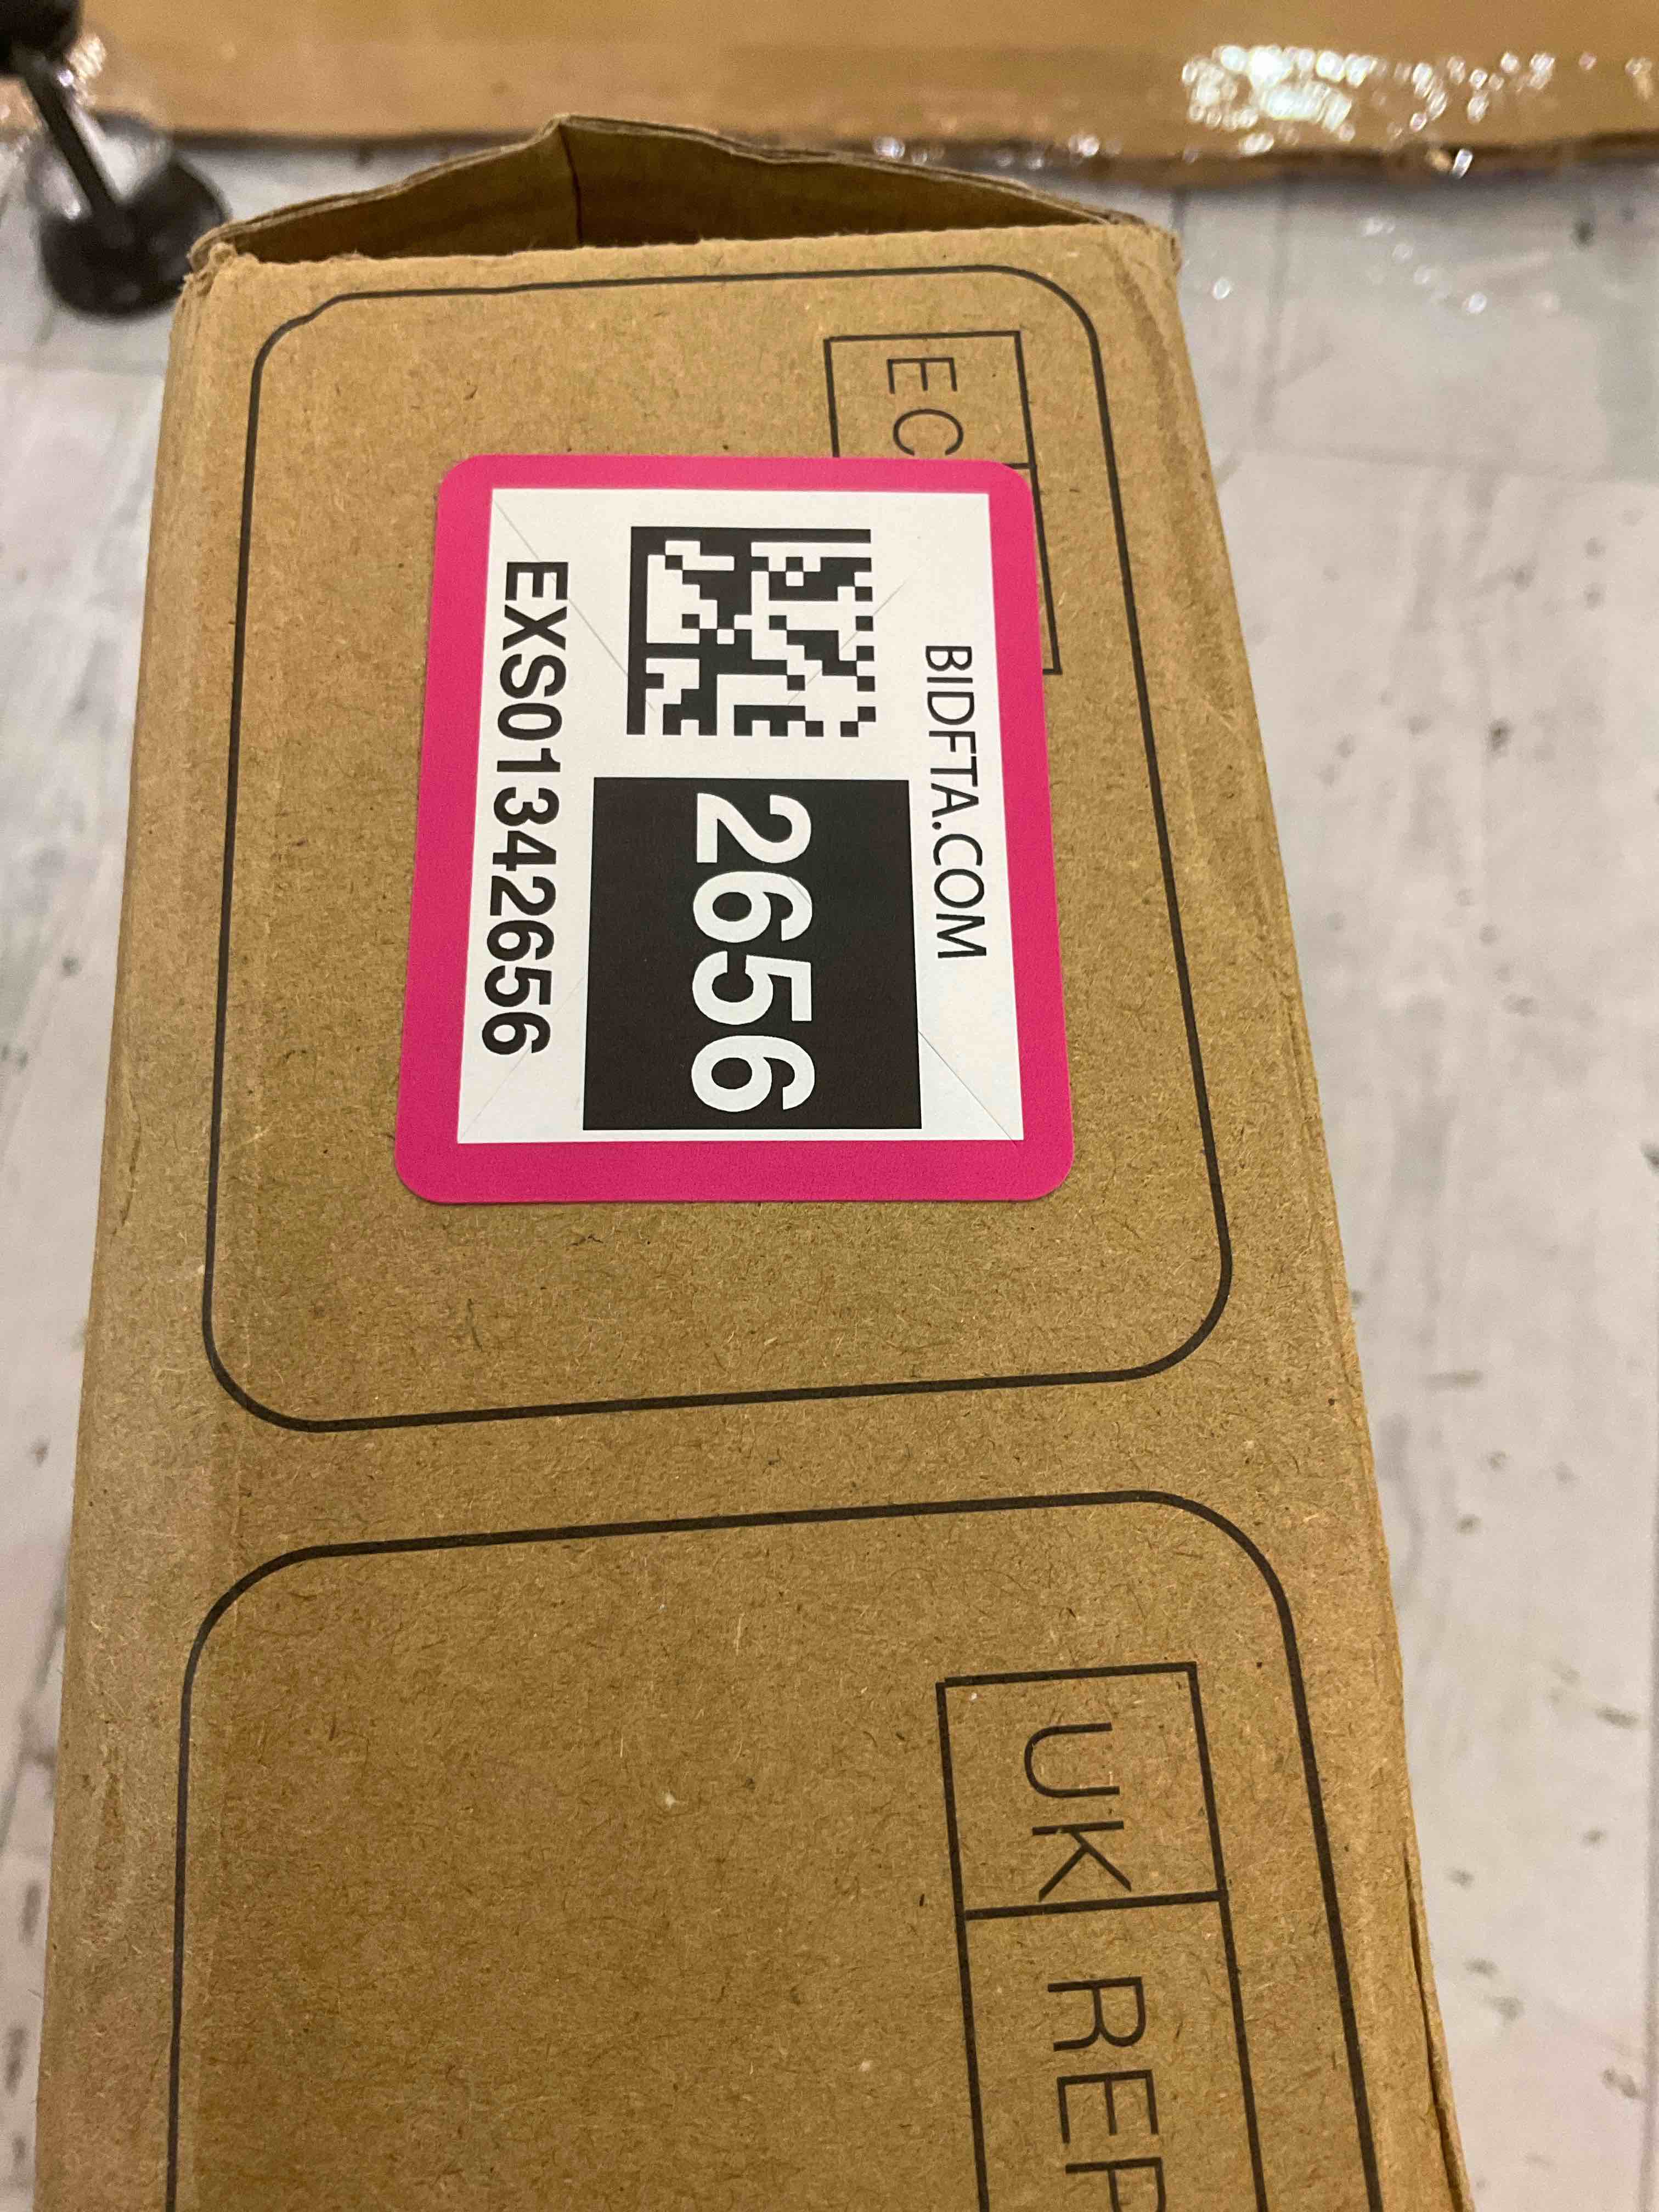 EC
BIDFTA.COM
2656
EXS01342656
UK REP